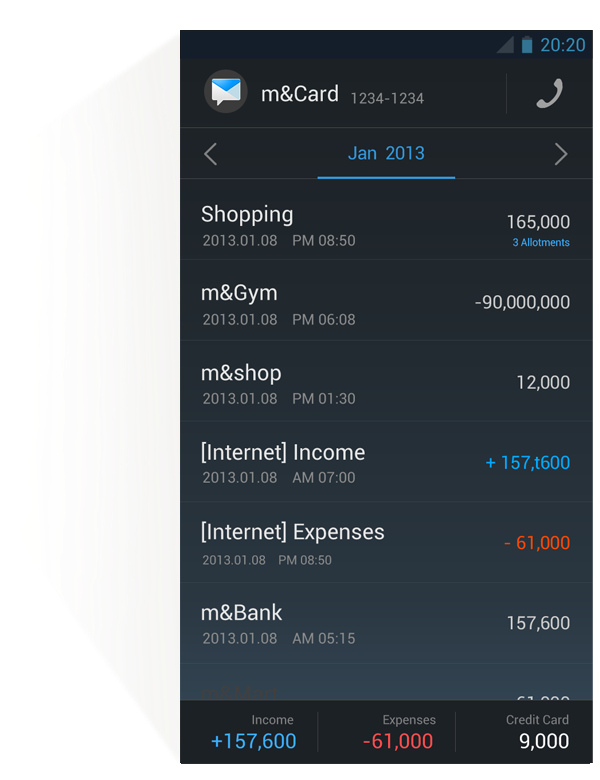 20:20
m&Card 1234-1234
Jan 2013
Shopping
165,000
2013.01.08 PM 08:50
3 Allotments
m&Gym
-90,000,000
2013.01.08 PM 06:08
m&shop
12,000
2013.01.08 PM 01:30
[Internet] Income
+ 157,t600
2013.01.08 AM 07:00
[Internet] Expenses
- 61,000
2013.01.08 PM 08:50
m&Bank
157,600
2013.01.08 AM 05:15
61,000
Income Expenses Credit Card
+157,600 -61,000 9,000